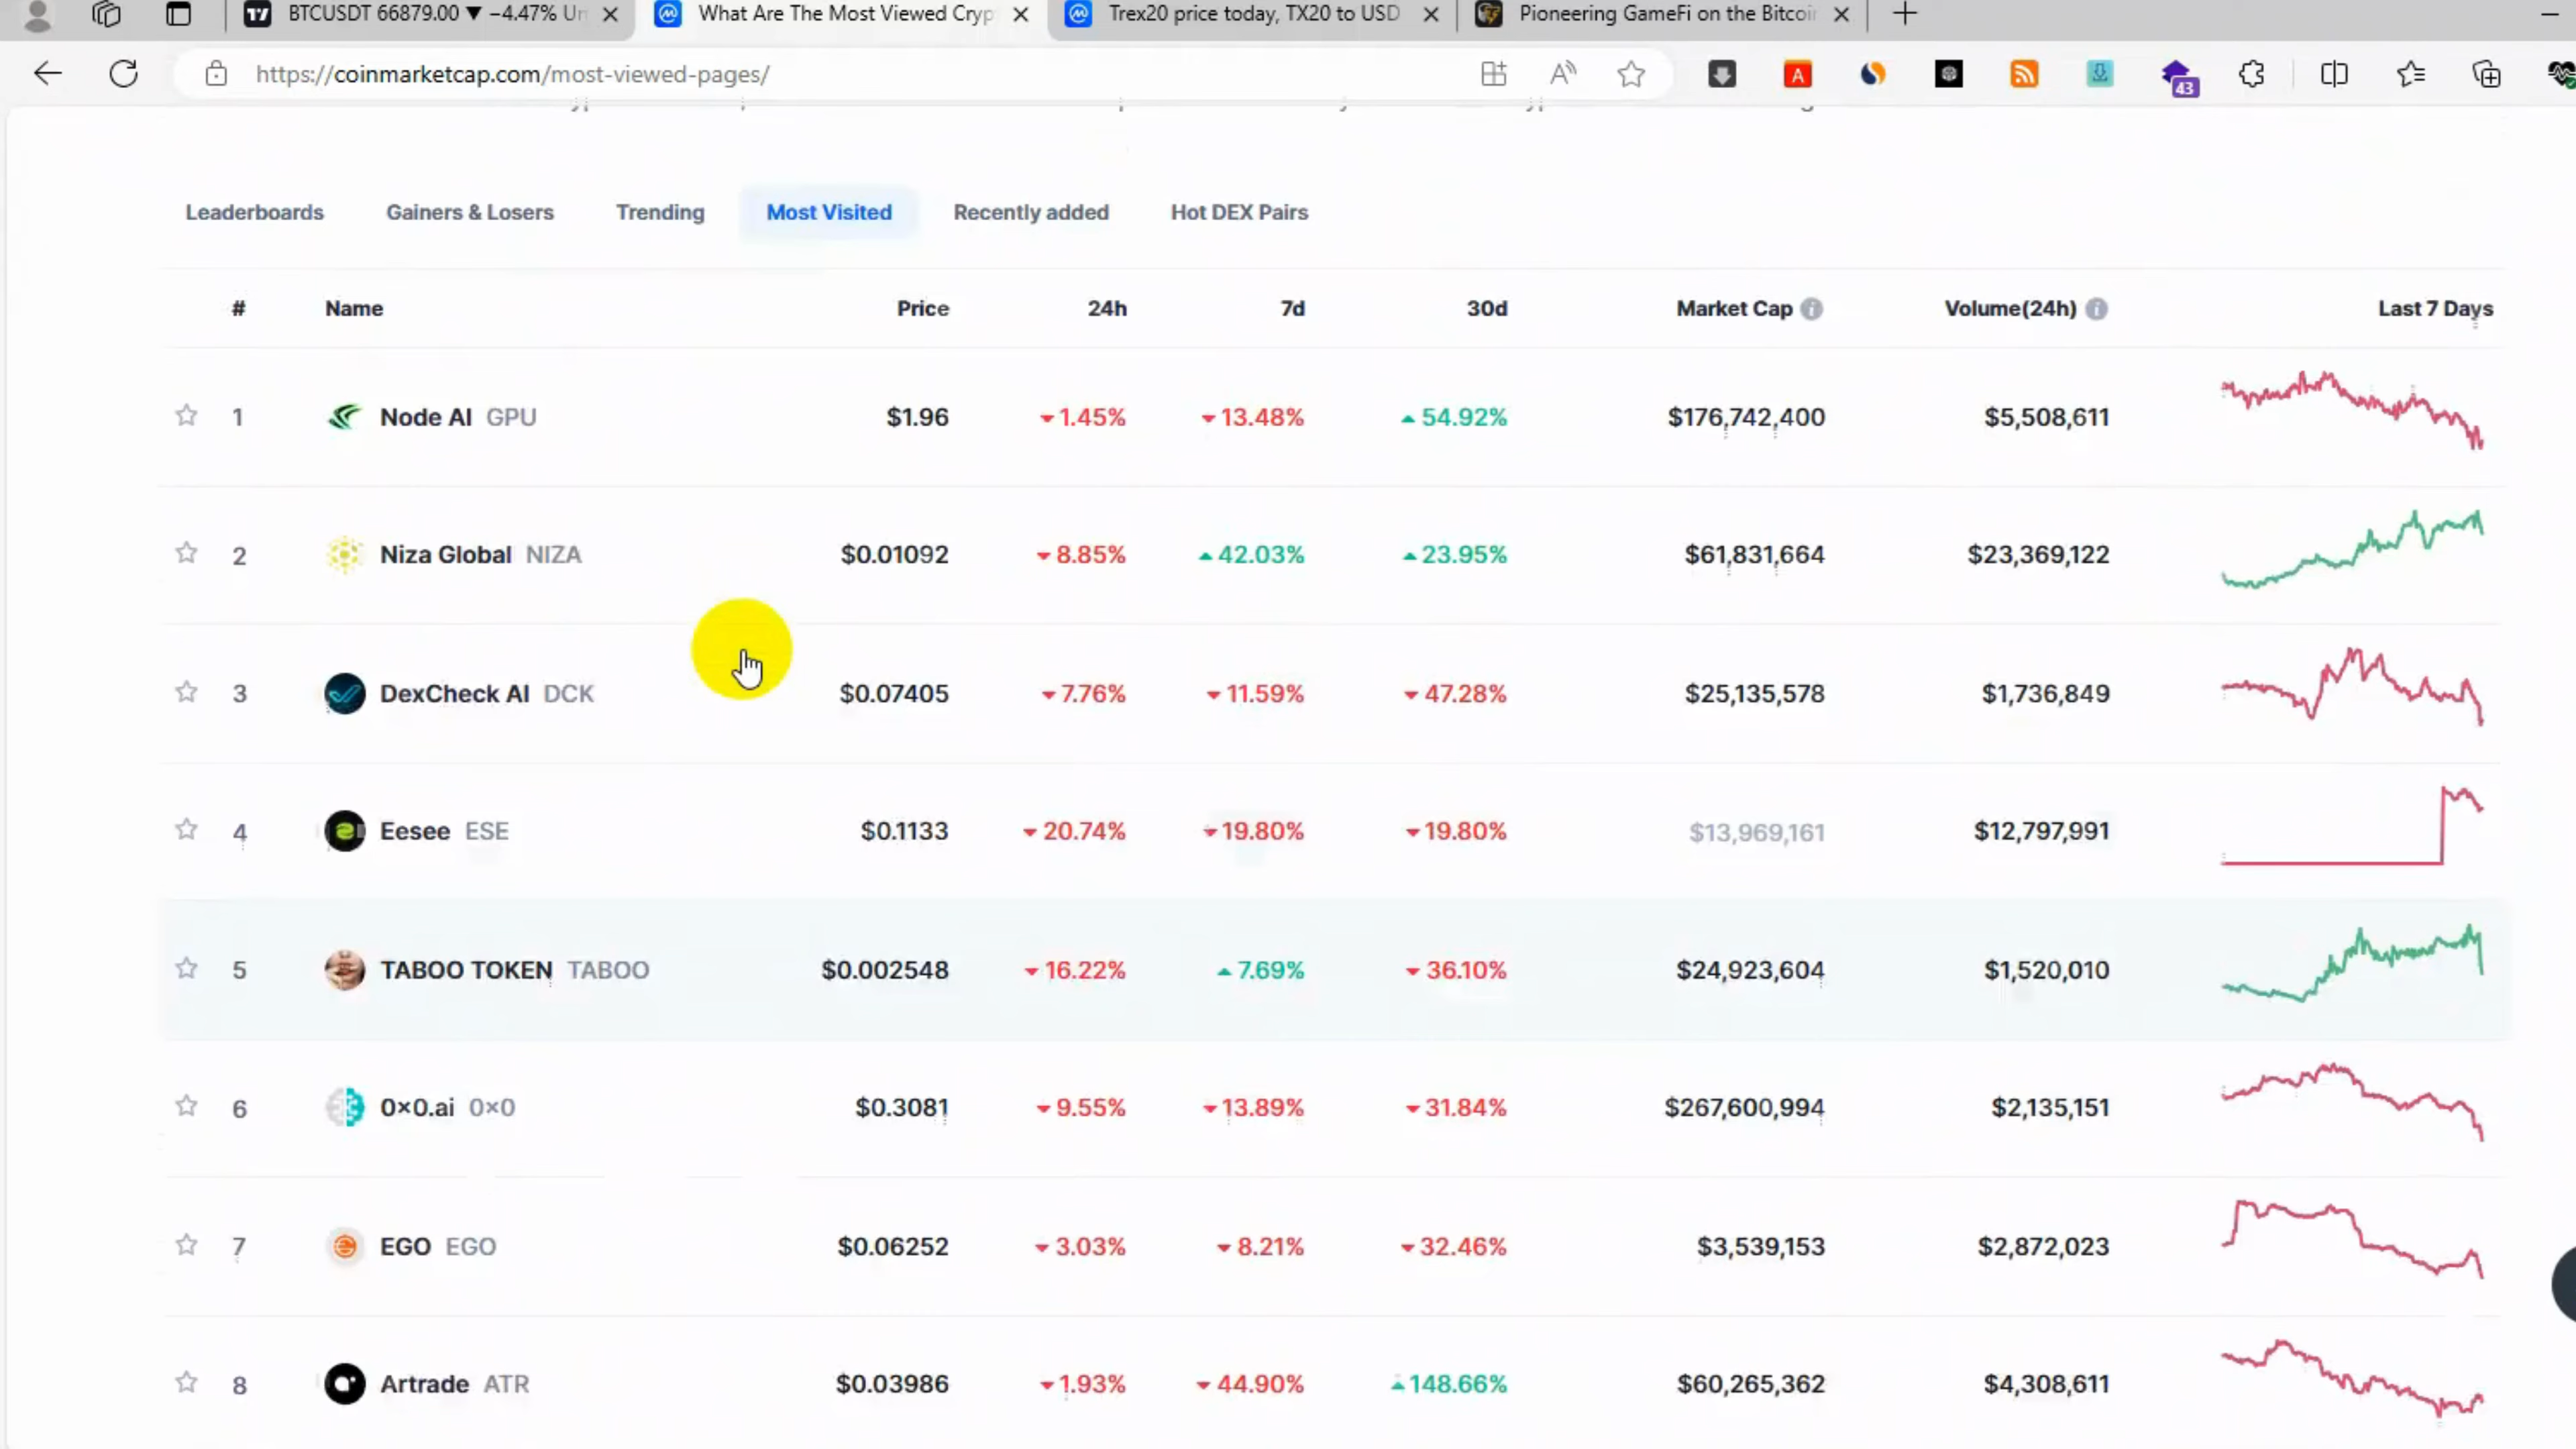 BTCUSDT 66879.00 ▼ −4.47% Un
What Are The Most Viewed Cryp
Trex20 price today, TX20 to USD
Pioneering GameFi on the Bitcoin
https://coinmarketcap.com/most-viewed-pages/
A
43
Leaderboards Gainers & Losers Trending Most Visited Recently added Hot DEX Pairs
# Name Price 24h 7d 30d Market Cap Volume(24h) Last 7 Days
1 Node AI GPU $1.96 1.45% 13.48% 54.92% $176,742,400 $5,508,611
2 Niza Global NIZA $0.01092 8.85% 42.03% 23.95% $61,831,664 $23,369,122
3 DexCheck AI DCK $0.07405 7.76% 11.59% 47.28% $25,135,578 $1,736,849
4 Eesee ESE $0.1133 20.74% 19.80% 19.80% $13,969,161 $12,797,991
5 TABOO TOKEN TABOO $0.002548 16.22% 7.69% 36.10% $24,923,604 $1,520,010
6 0x0.ai 0x0 $0.3081 9.55% 13.89% 31.84% $267,600,994 $2,135,151
7 EGO EGO $0.06252 3.03% 8.21% 32.46% $3,539,153 $2,872,023
8 Artrade ATR $0.03986 1.93% 44.90% 148.66% $60,265,362 $4,308,611